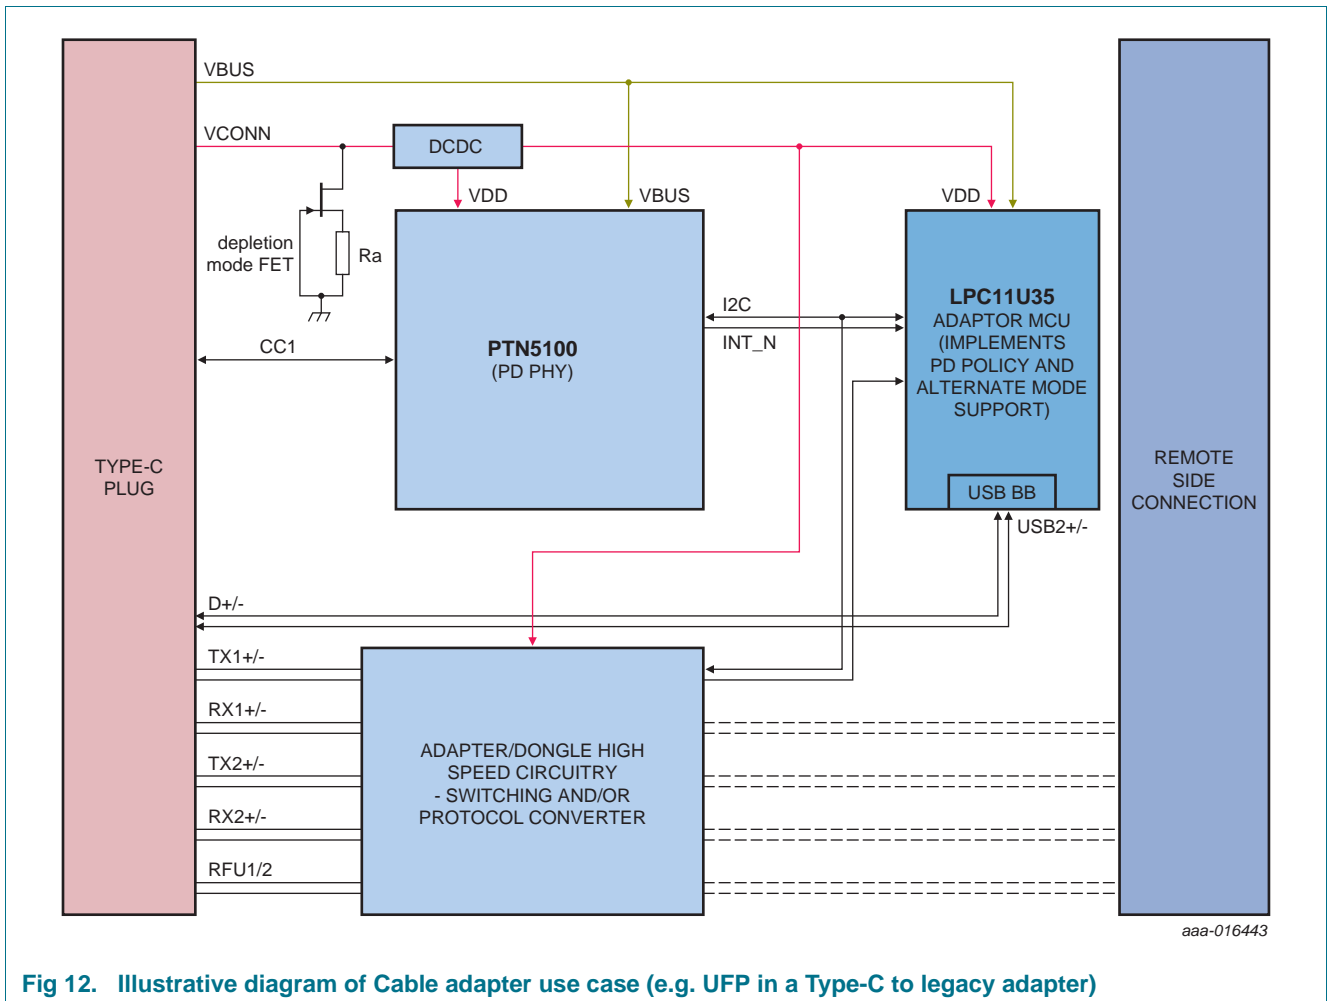 VBUS
VCONN
DCDC
VDD
VBUS
VDD
depletion
mode FET
Ra
CC1
PTN5100
(PD PHY)
I2C
INT_N
LPC11U35
ADAPTOR MCU
(IMPLEMENTS
PD POLICY AND
ALTERNATE MODE
SUPPORT)
USB BB
USB2+/-
TYPE-C
PLUG
REMOTE
SIDE
CONNECTION
D+/-
TX1+/-
RX1+/-
TX2+/-
RX2+/-
RFU1/2
ADAPTER/DONGLE HIGH
SPEED CIRCUITRY
- SWITCHING AND/OR
PROTOCOL CONVERTER
aaa-016443
Fig 12. Illustrative diagram of Cable adapter use case (e.g. UFP in a Type-C to legacy adapter)